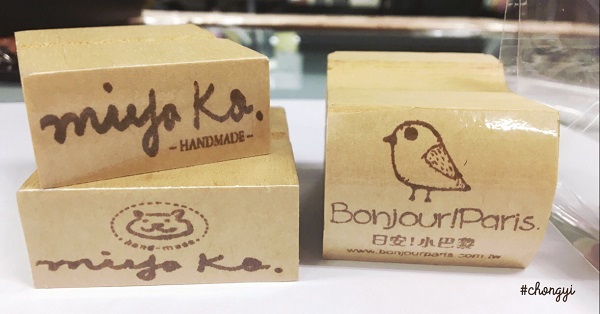 miyo Ko.
- HANDMADE -
hand-made
miyo Ko.
Bonjour!Paris.
日安!小巴黎
www.bonjourparis.com.tw
#chongyi